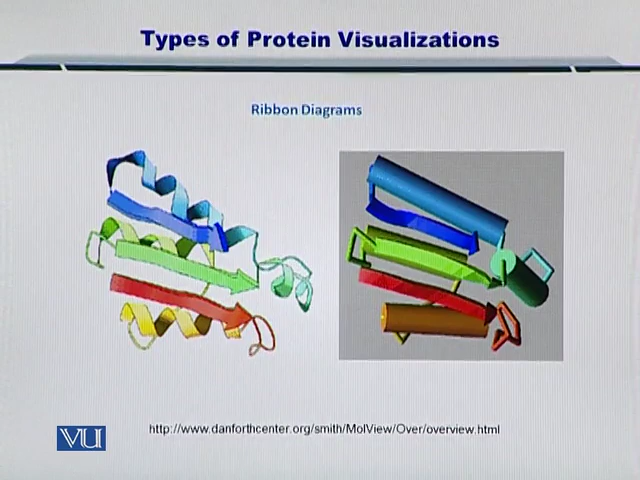 Types of Protein Visualizations
Ribbon Diagrams
http://www.danforthcenter.org/smith/MolView/Over/overview.html
VU